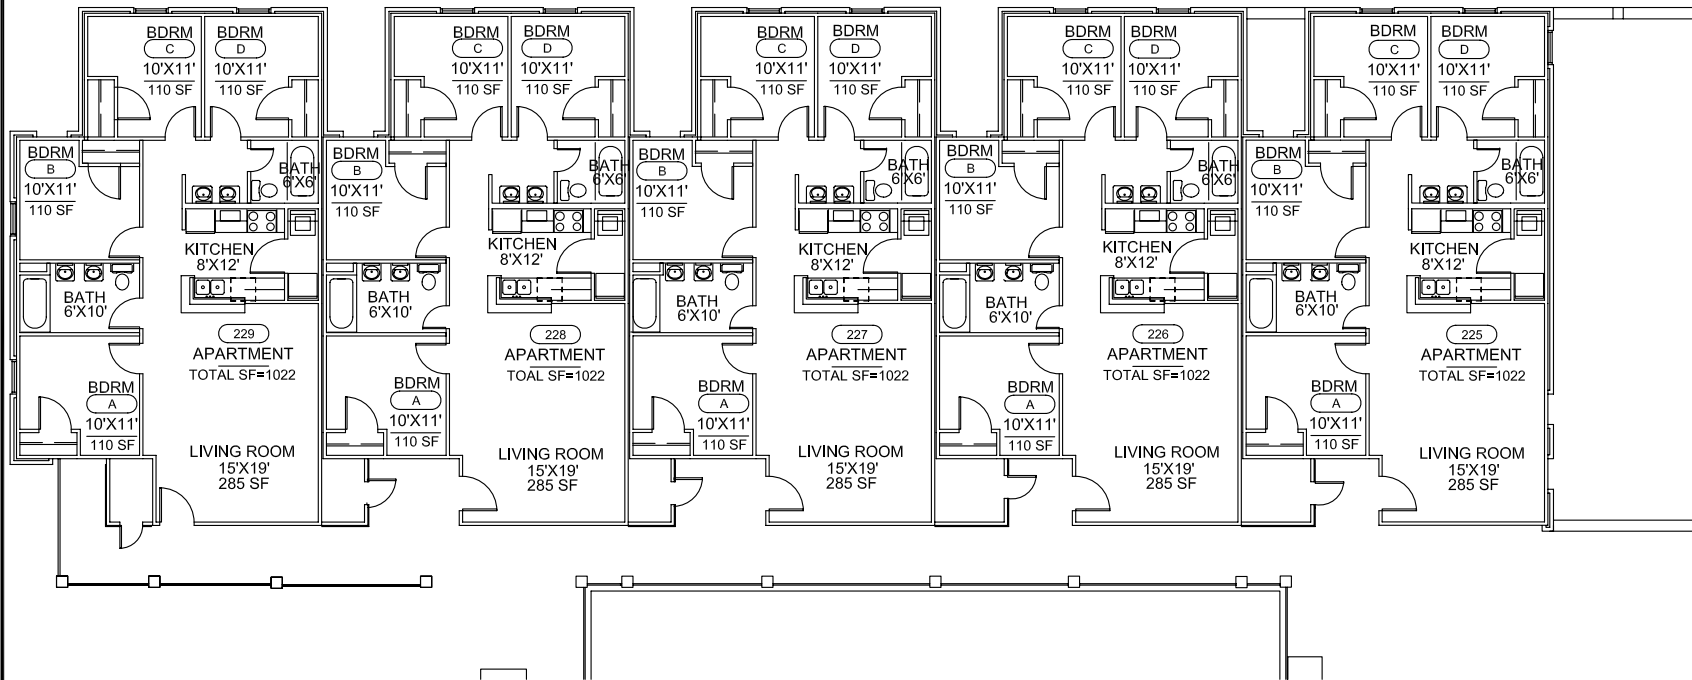 BDRM
C
10'X11'
110 SF
BDRM
D
10'X11'
110 SF
BDRM
B
10'X11'
110 SF
BATH
6'X6'
KITCHEN
8'X12'
BATH
6'X10'
229
APARTMENT
TOTAL SF=1022
BDRM
A
10'X11'
110 SF
LIVING ROOM
15'X19'
285 SF
BDRM
C
10'X11'
110 SF
BDRM
D
10'X11'
110 SF
BDRM
B
10'X11'
110 SF
BATH
6'X6'
KITCHEN
8'X12'
BATH
6'X10'
228
APARTMENT
TOAL SF=1022
BDRM
A
10'X11'
110 SF
LIVING ROOM
15'X19'
285 SF
BDRM
C
10'X11'
110 SF
BDRM
D
10'X11'
110 SF
BDRM
B
10'X11'
110 SF
BATH
6'X6'
KITCHEN
8'X12'
BATH
6'X10'
227
APARTMENT
TOTAL SF=1022
BDRM
A
10'X11'
110 SF
LIVING ROOM
15'X19'
285 SF
BDRM
C
10'X11'
110 SF
BDRM
D
10'X11'
110 SF
BDRM
B
10'X11'
110 SF
BATH
6'X6'
KITCHEN
8'X12'
BATH
6'X10'
226
APARTMENT
TOTAL SF=1022
BDRM
A
10'X11'
110 SF
LIVING ROOM
15'X19'
285 SF
BDRM
C
10'X11'
110 SF
BDRM
D
10'X11'
110 SF
BDRM
B
10'X11'
110 SF
BATH
6'X6'
KITCHEN
8'X12'
BATH
6'X10'
225
APARTMENT
TOTAL SF=1022
BDRM
A
10'X11'
110 SF
LIVING ROOM
15'X19'
285 SF